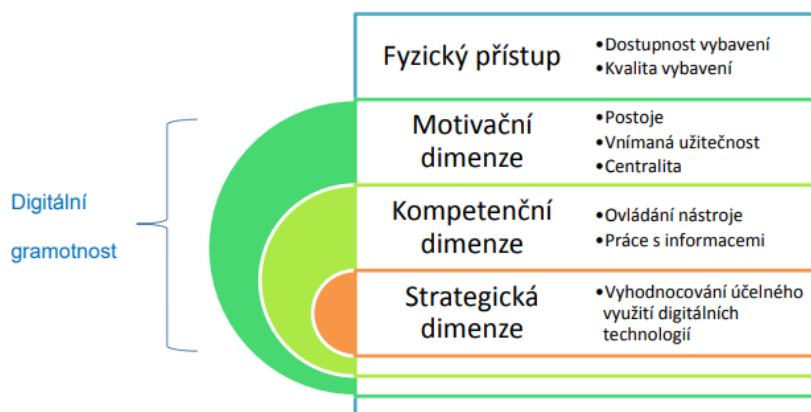 Fyzický přístup
•Dostupnost vybavení
•Kvalita vybavení
Motivační
dimenze
•Postoje
•Vnímaná užitečnost
•Centralita
Digitální
gramotnost
Kompetenční
dimenze
•Ovládání nástroje
•Práce s informacemi
Strategická
dimenze
•Vyhodnocování účelného
využití digitálních
technologií